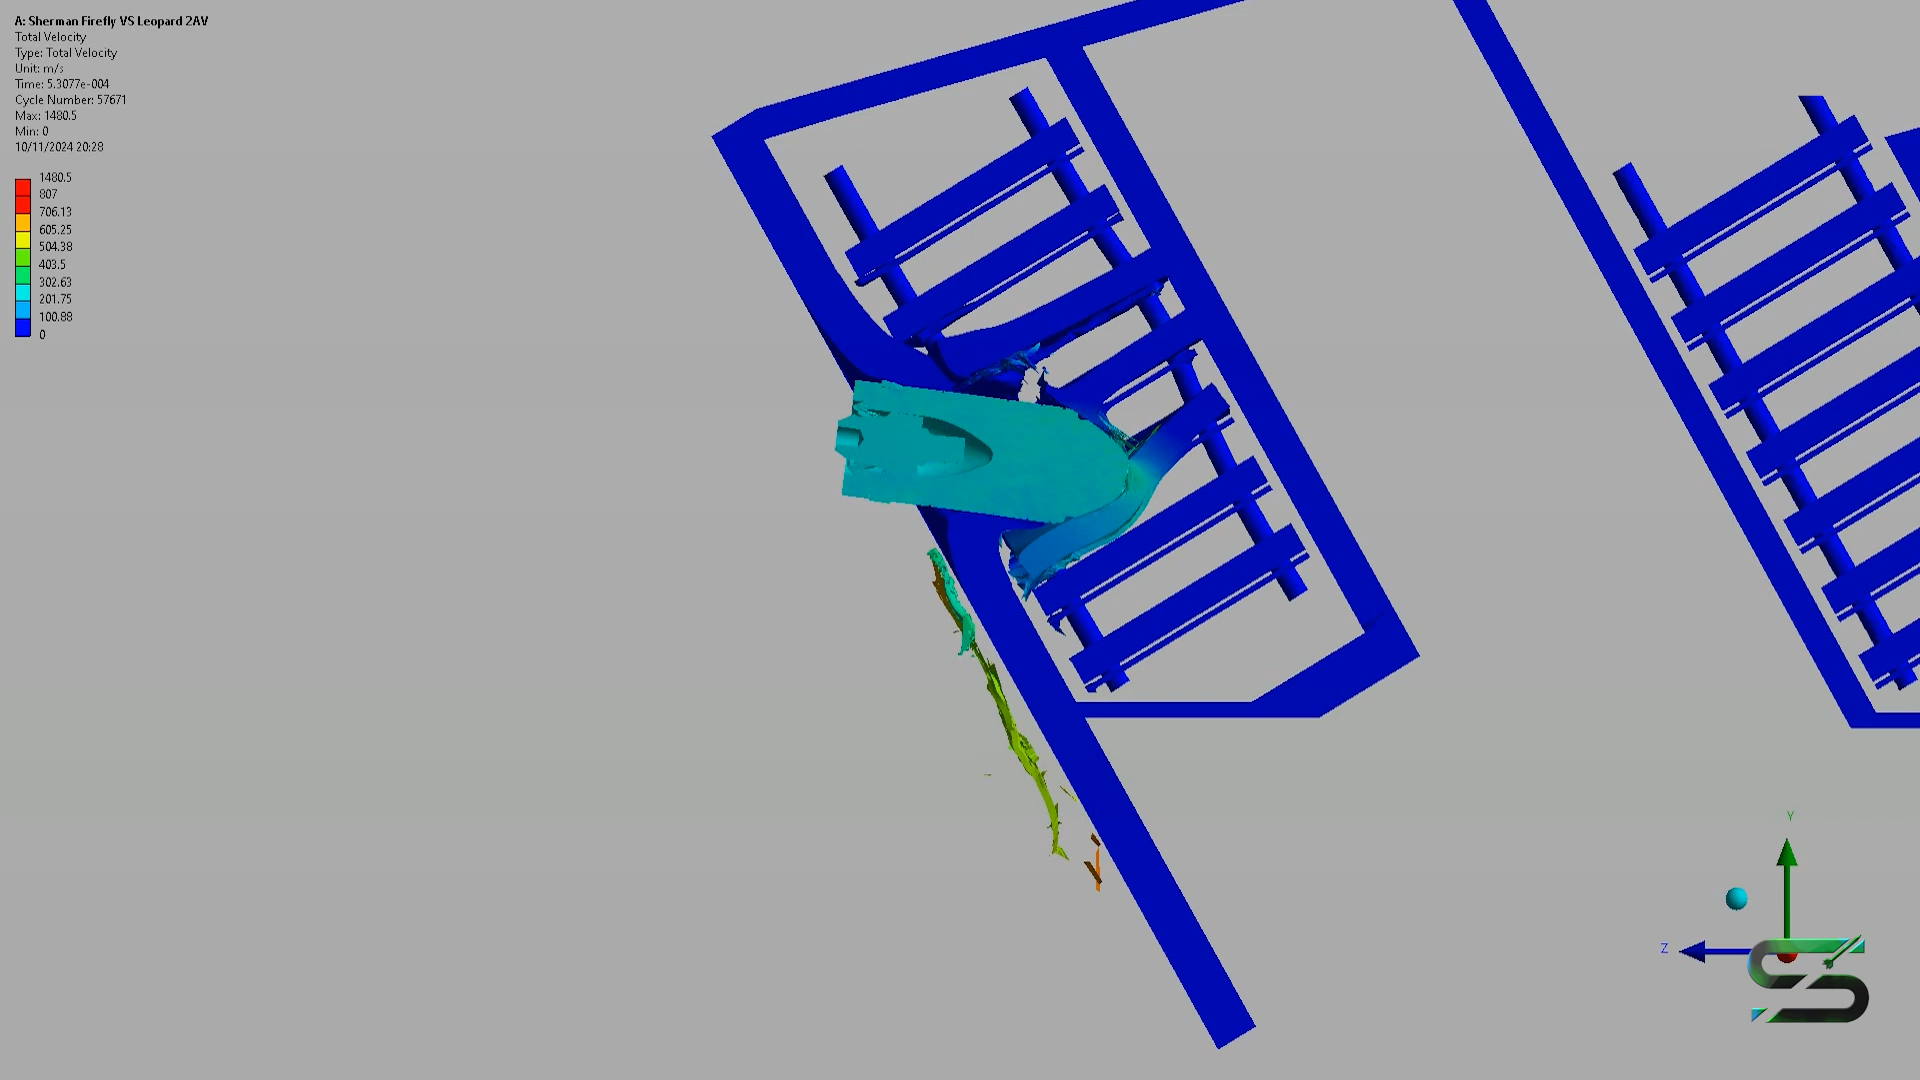 A: Sherman Firefly VS Leopard 2AV
Total Velocity
Type: Total Velocity
Unit: m/s
Time: 5.3077e-004
Cycle Number: 57671
Max: 1480.5
Min: 0
10/11/2024 20:28
1480.5
807
706.13
605.25
504.38
403.5
302.63
201.75
100.88
0
Y
Z